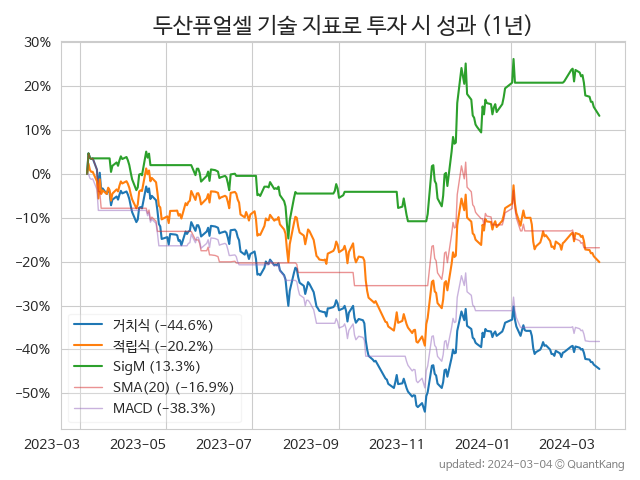 두산퓨얼셀 기술 지표로 투자 시 성과 (1년)
30%
20%
10%
0%
−10%
−20%
−30%
−40%
−50%
거치식 (−44.6%)
적립식 (−20.2%)
SigM (13.3%)
SMA(20) (−16.9%)
MACD (−38.3%)
2023-03 2023-05 2023-07 2023-09 2023-11 2024-01 2024-03
updated: 2024-03-04 © QuantKang